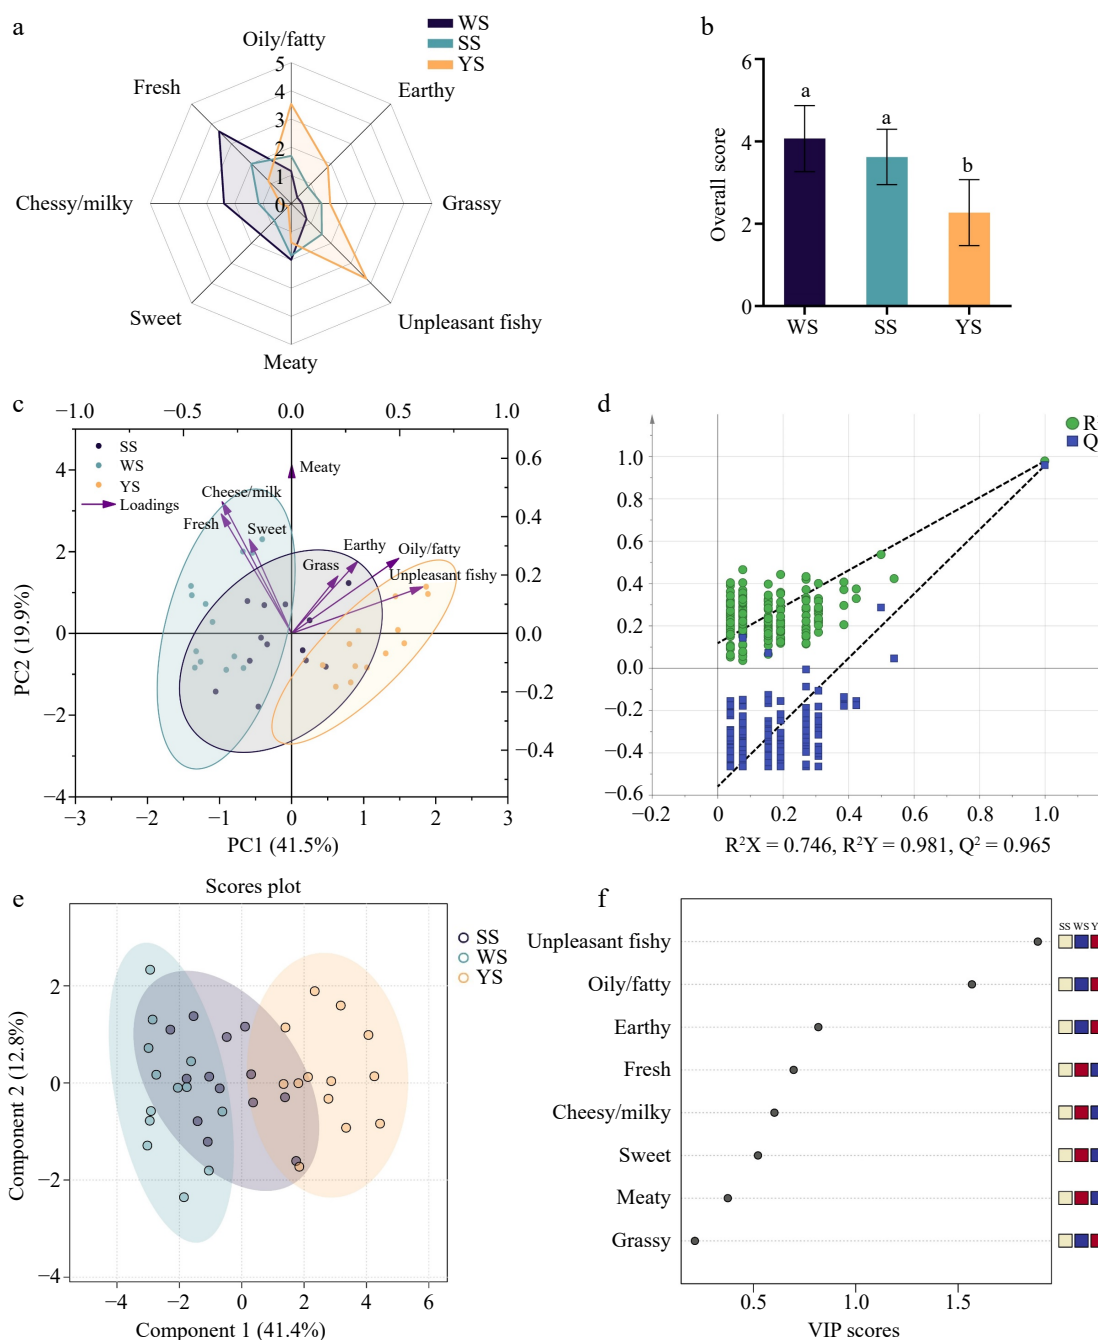 a
WS
SS
YS
Oily/fatty
Fresh
Earthy
Chessy/milky
Grassy
Sweet
Unpleasant fishy
Meaty
5
4
3
2
1
0
b
Overall score
6
4
2
0
a
a
b
WS
SS
YS
c
−1.0
−0.5
0.0
0.5
1.0
SS
WS
YS
Loadings
Meaty
Cheese/milk
Fresh
Sweet
Earthy
Grass
Oily/fatty
Unpleasant fishy
PC2 (19.9%)
4
2
0
−2
−4
0.6
0.4
0.2
0.0
−0.2
−0.4
−3
−2
−1
0
1
2
3
PC1 (41.5%)
d
R
Q
1.0
0.8
0.6
0.4
0.2
0.0
−0.2
−0.4
−0.6
−0.2
0
0.2
0.4
0.6
0.8
1.0
R²X = 0.746, R²Y = 0.981, Q² = 0.965
e
Scores plot
SS
WS
YS
Component 2 (12.8%)
2
0
−2
−4
−4
−2
0
2
4
6
Component 1 (41.4%)
f
SS WS Y
Unpleasant fishy
Oily/fatty
Earthy
Fresh
Cheesy/milky
Sweet
Meaty
Grassy
0.5
1.0
1.5
VIP scores